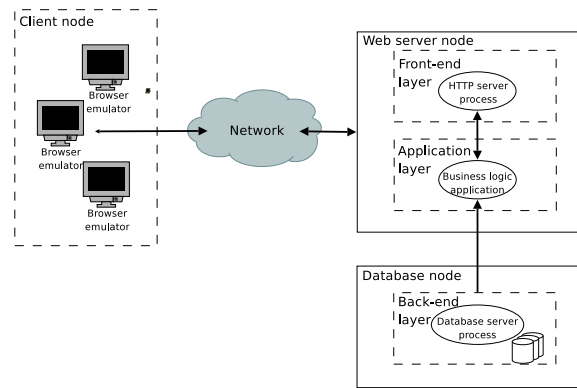 Client node
Browser
emulator
Browser
emulator
Browser
emulator
Network
Web server node
Front-end
layer
HTTP server
process
Application
layer
Business logic
application
Database node
Back-end
layer
Database server
process